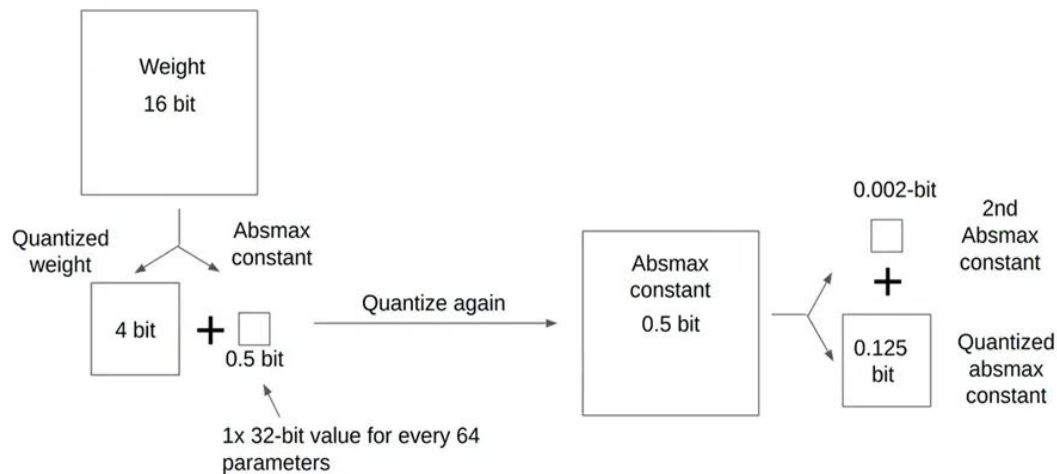 Weight
16 bit
Quantized
weight
Absmax
constant
4 bit
+
0.5 bit
1x 32-bit value for every 64
parameters
Quantize again
Absmax
constant
0.5 bit
0.002-bit
2nd
Absmax
constant
+
0.125
bit
Quantized
absmax
constant